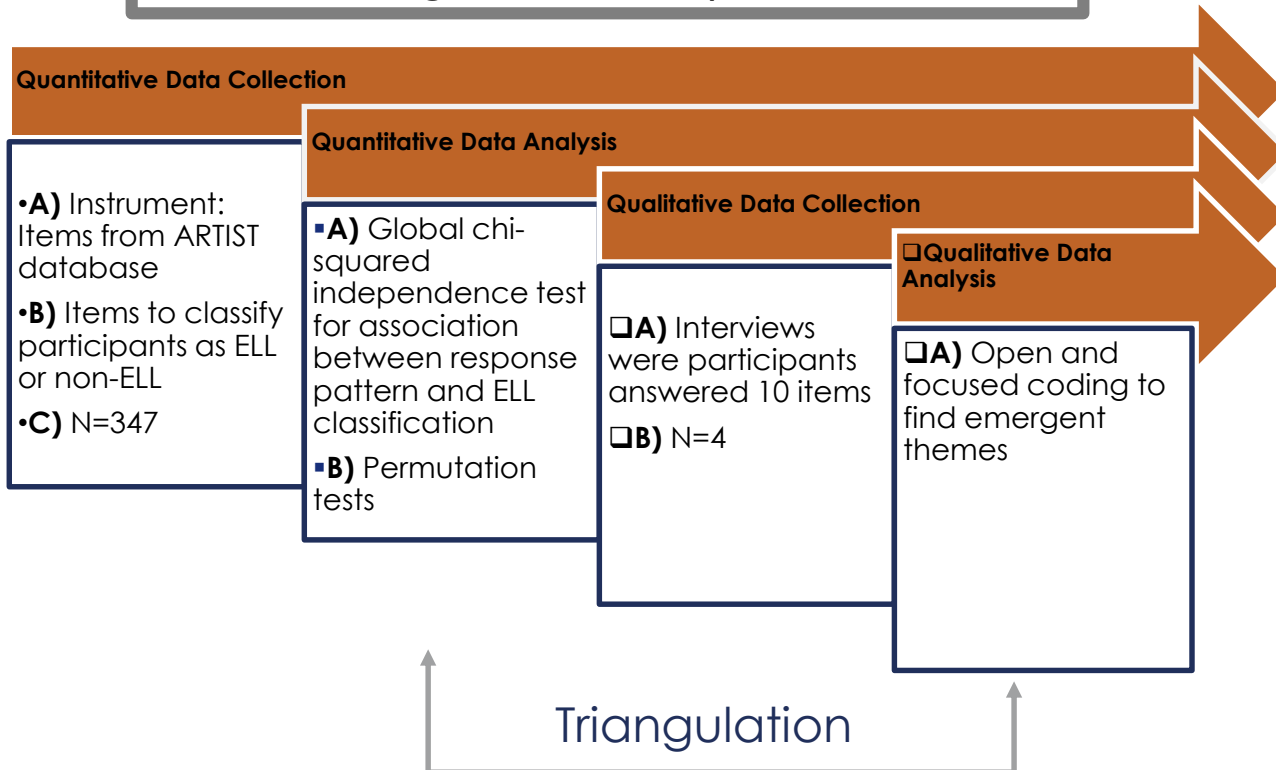 Quantitative Data Collection
•A) Instrument:
Items from ARTIST
database
•B) Items to classify
participants as ELL
or non-ELL
•C) N=347
Quantitative Data Analysis
▪A) Global chi-
squared
independence test
for association
between response
pattern and ELL
classification
▪B) Permutation
tests
Qualitative Data Collection
❑A) Interviews
were participants
answered 10 items
❑B) N=4
❑Qualitative Data
Analysis
❑A) Open and
focused coding to
find emergent
themes
Triangulation